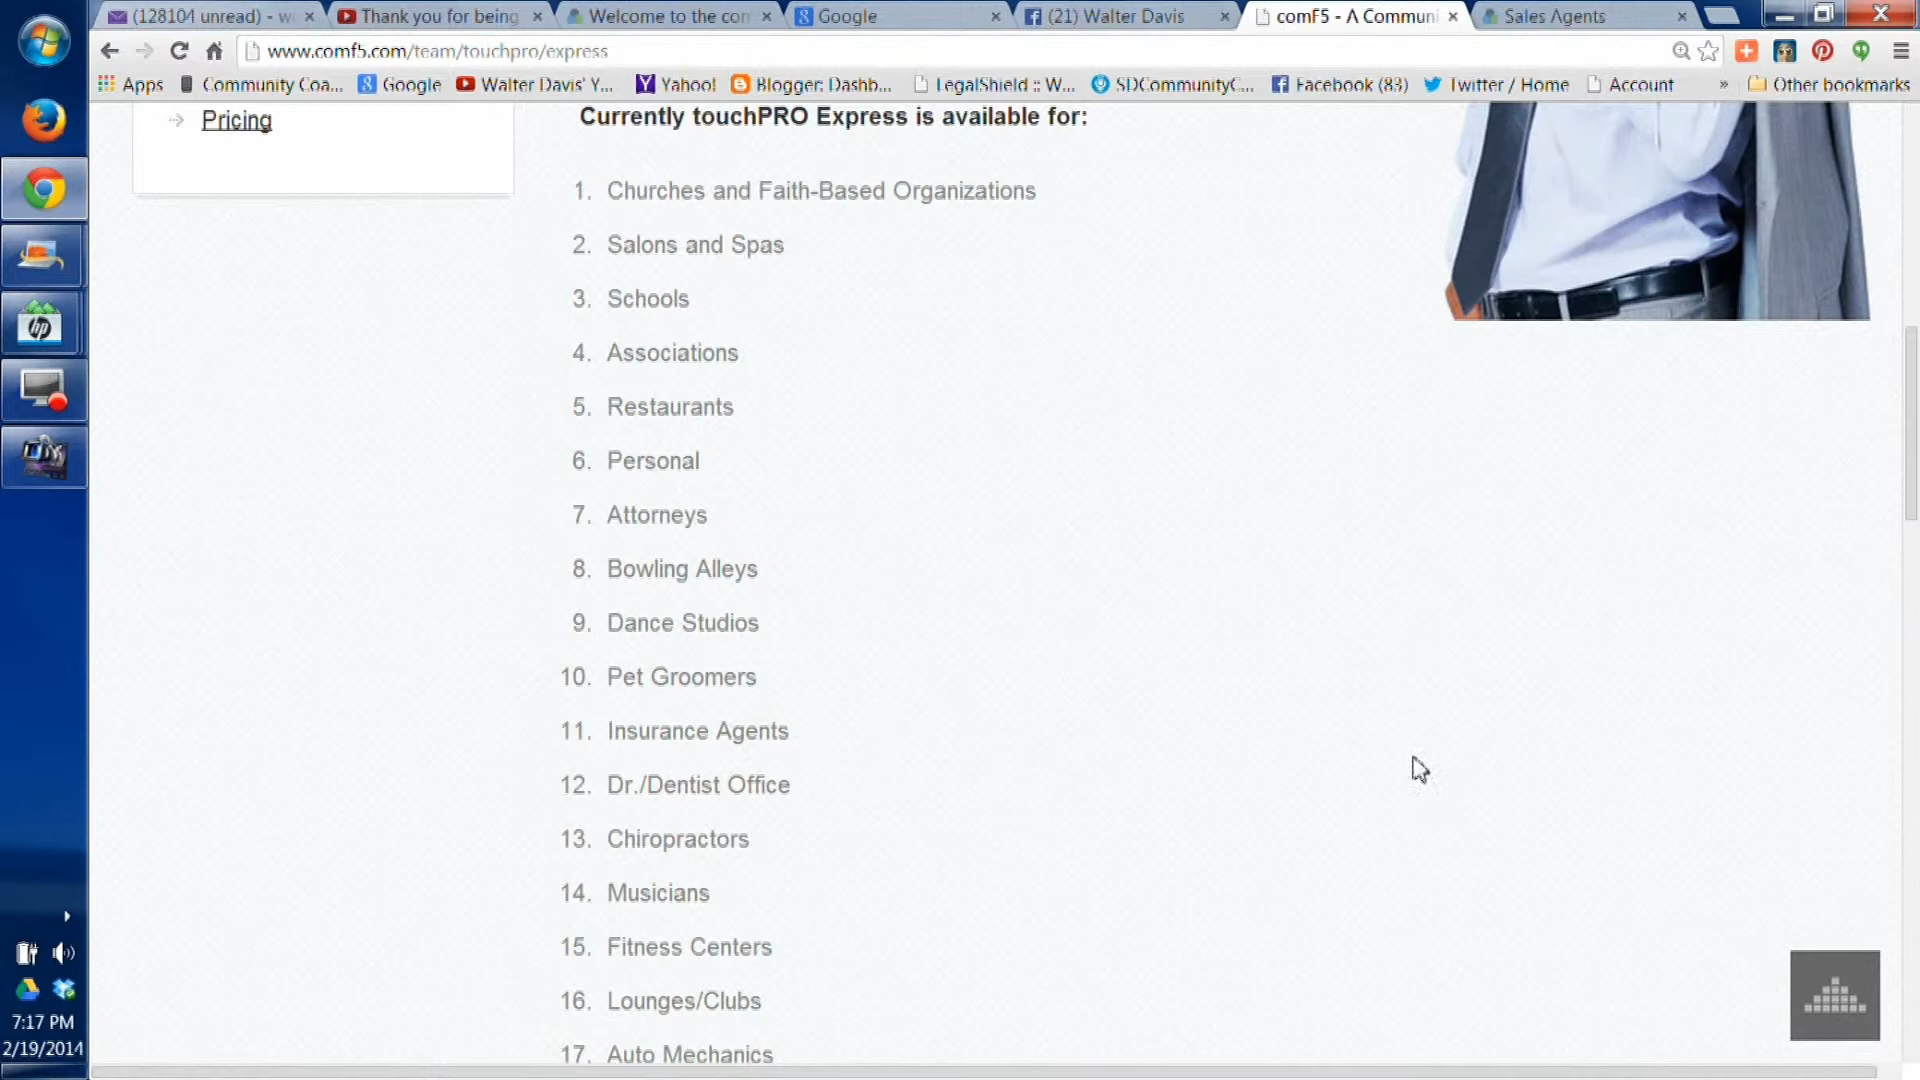 (128104 unread) - w
Thank you for being
Welcome to the con
Google
(21) Walter Davis
comF5 - A Communi
Sales Agents
www.comf5.com/team/touchpro/express
Apps
Community Coa...
Google
Walter Davis' Y...
Yahoo!
Blogger: Dashb...
LegalShield :: W...
SDCommunityC...
Facebook (83)
Twitter / Home
Account
»
Other bookmarks
Pricing
Currently touchPRO Express is available for:
1. Churches and Faith-Based Organizations
2. Salons and Spas
3. Schools
4. Associations
5. Restaurants
6. Personal
7. Attorneys
8. Bowling Alleys
9. Dance Studios
10. Pet Groomers
11. Insurance Agents
12. Dr./Dentist Office
13. Chiropractors
14. Musicians
15. Fitness Centers
16. Lounges/Clubs
17. Auto Mechanics
hp
7:17 PM
2/19/2014